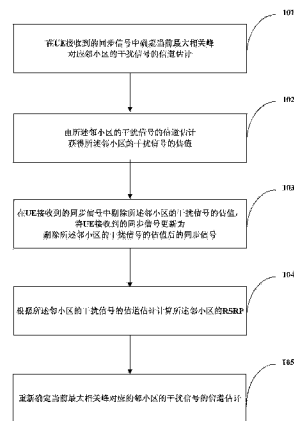 101
在UE接收到的同步信号中确定当前最大相关峰
对应邻小区的干扰信号的信道估计
102
由所述邻小区的干扰信号的信道估计
获得所述邻小区的干扰信号的估值
103
在UE接收到的同步信号中删除所述邻小区的干扰信号的估值,
将UE接收到的同步信号更新为
删除所述邻小区的干扰信号的估值后的同步信号
104
根据所述邻小区的干扰信号的信道估计计算所述邻小区的RSRP
105
重新确定当前最大相关峰对应的邻小区的干扰信号的信道估计